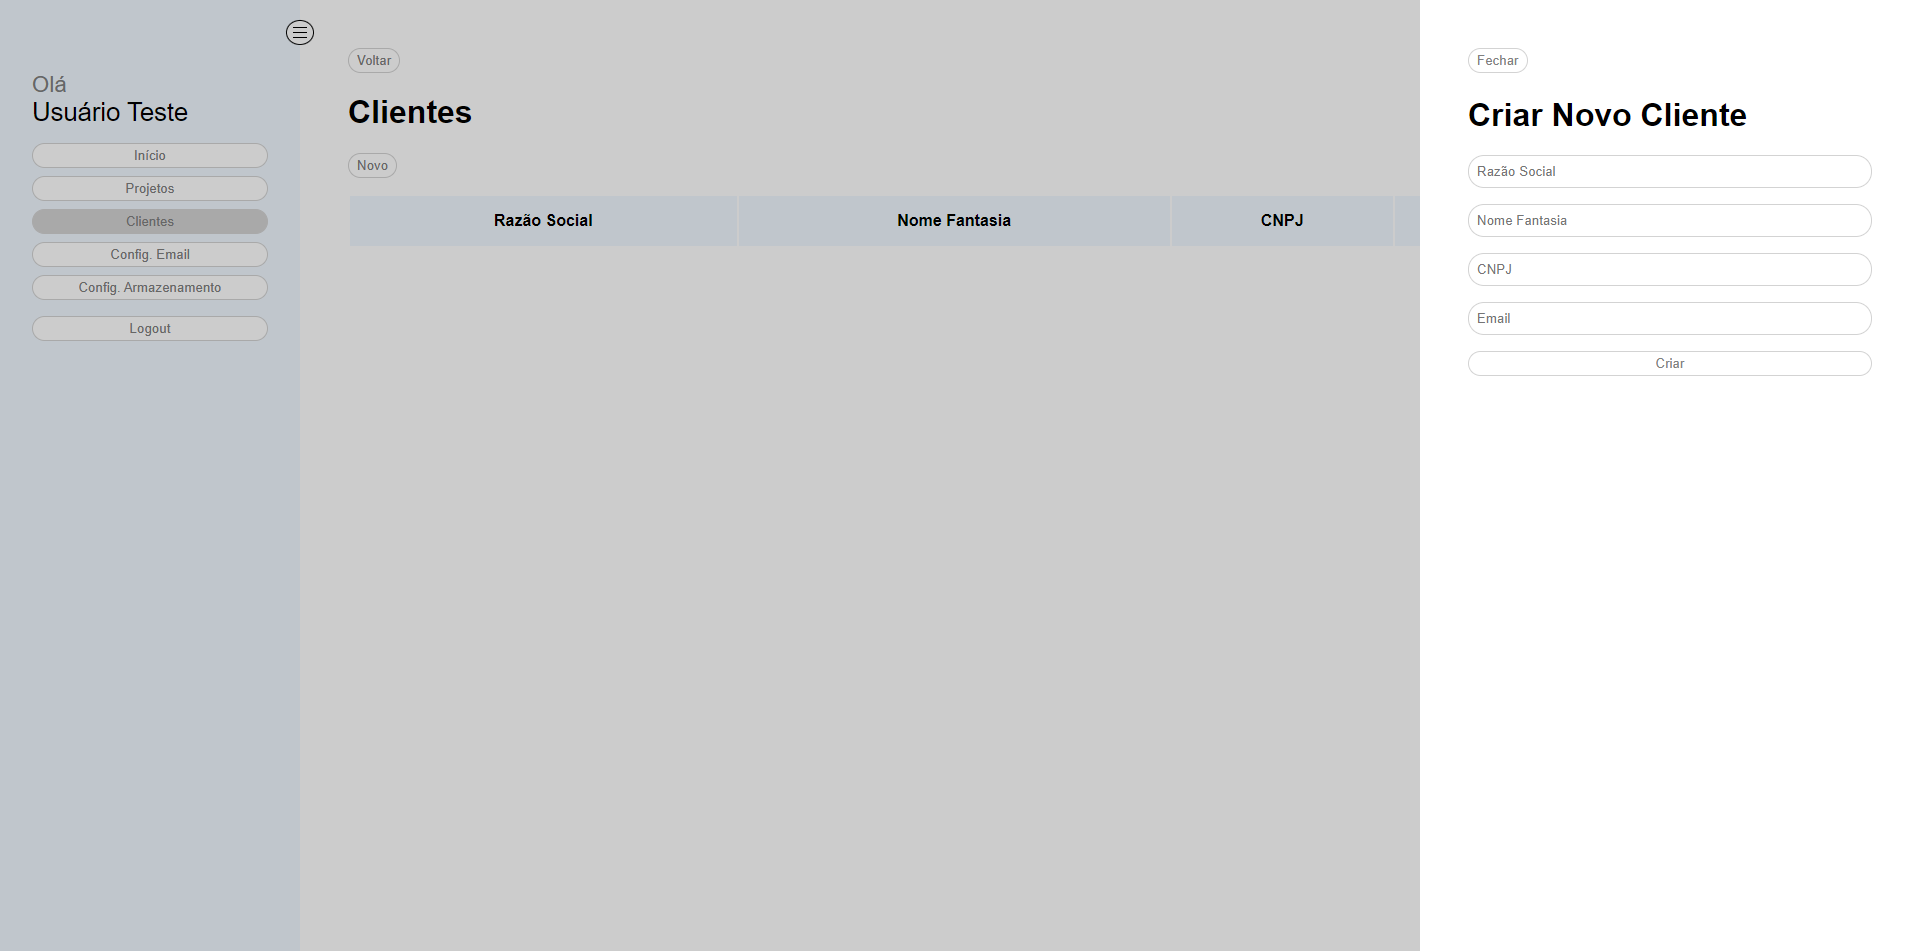 Olá
Usuário Teste
Início
Projetos
Clientes
Config. Email
Config. Armazenamento
Logout
Voltar
Clientes
Novo
Razão Social Nome Fantasia CNPJ
Fechar
Criar Novo Cliente
Razão Social
Nome Fantasia
CNPJ
Email
Criar